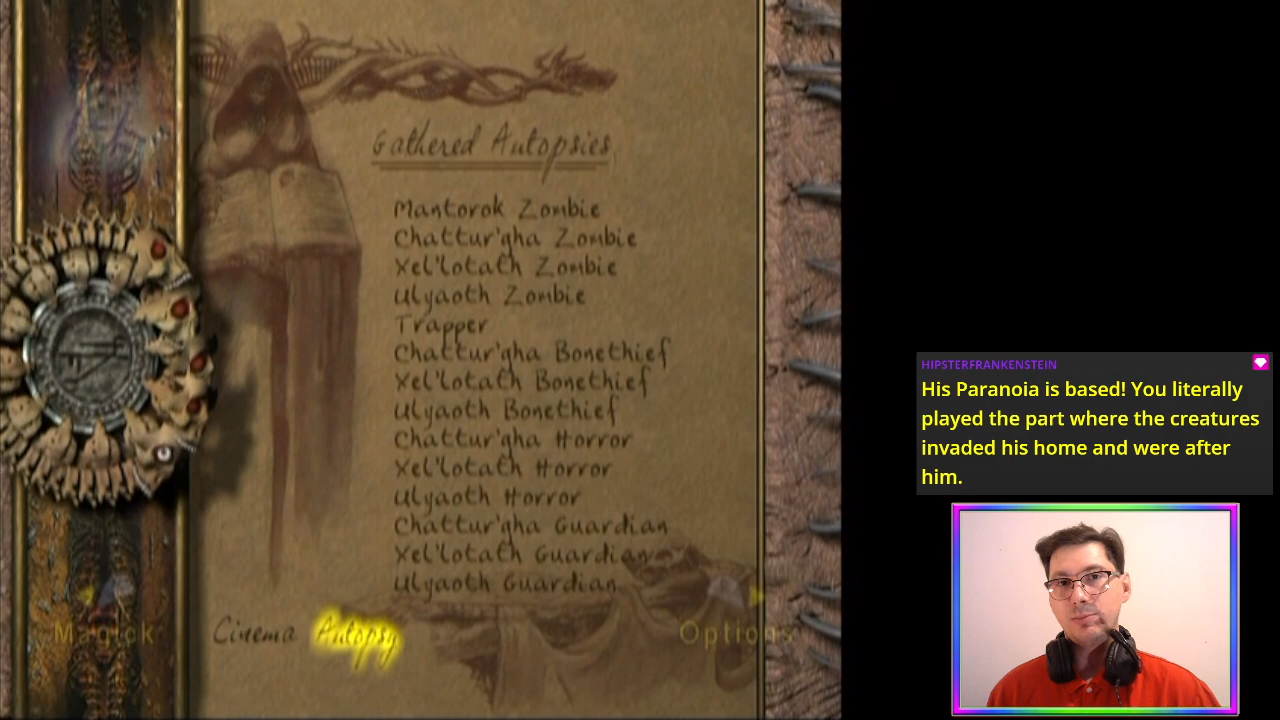 Gathered Autopsies
Mantorok Zombie
Chattur'gha Zombie
Xel'lotath Zombie
Ulyaoth Zombie
Trapper
Chattur'gha Bonethief
Xel'lotath Bonethief
Ulyaoth Bonethief
Chattur'gha Horror
Xel'lotath Horror
Ulyaoth Horror
Chattur'gha Guardian
Xel'lotath Guardian
Ulyaoth Guardian
Magick
Cinema Autopsy
Options
HIPSTERFRANKENSTEIN
His Paranoia is based! You literally
played the part where the creatures
invaded his home and were after
him.